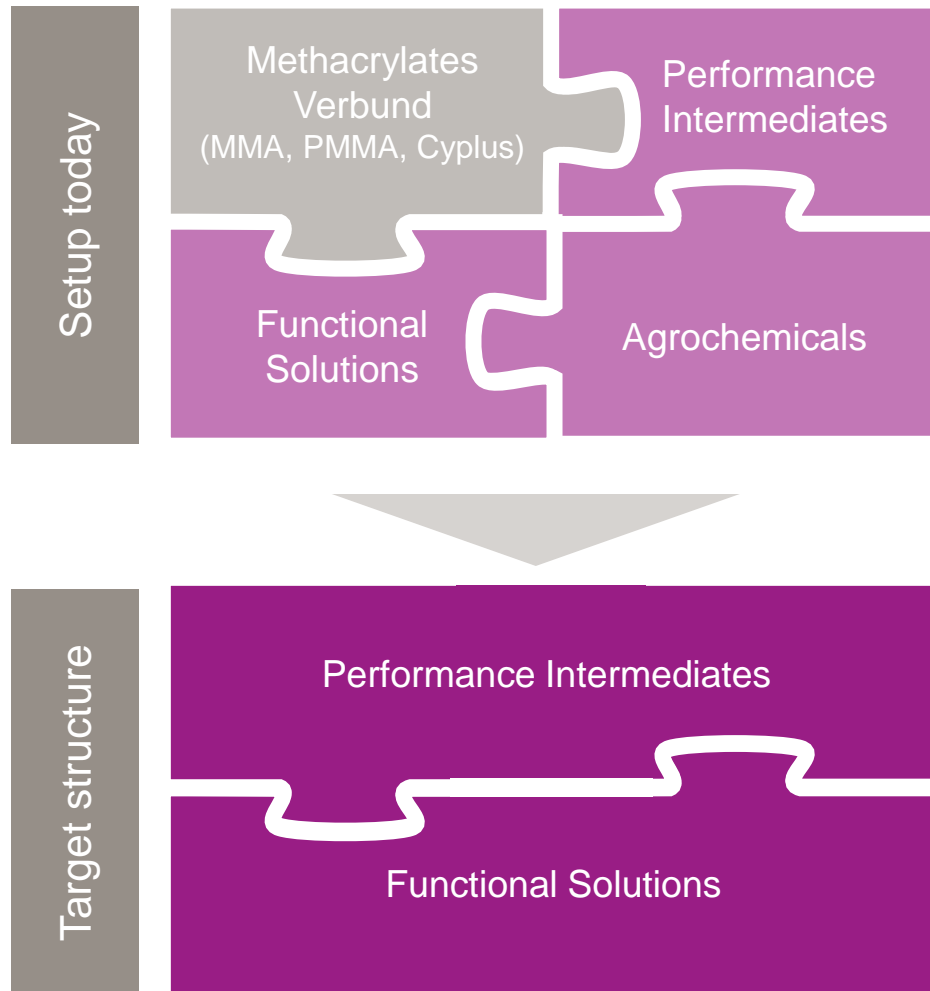 Setup today
Methacrylates
Verbund
(MMA, PMMA, Cyplus)
Performance
Intermediates
Functional
Solutions
Agrochemicals
Target structure
Performance Intermediates
Functional Solutions